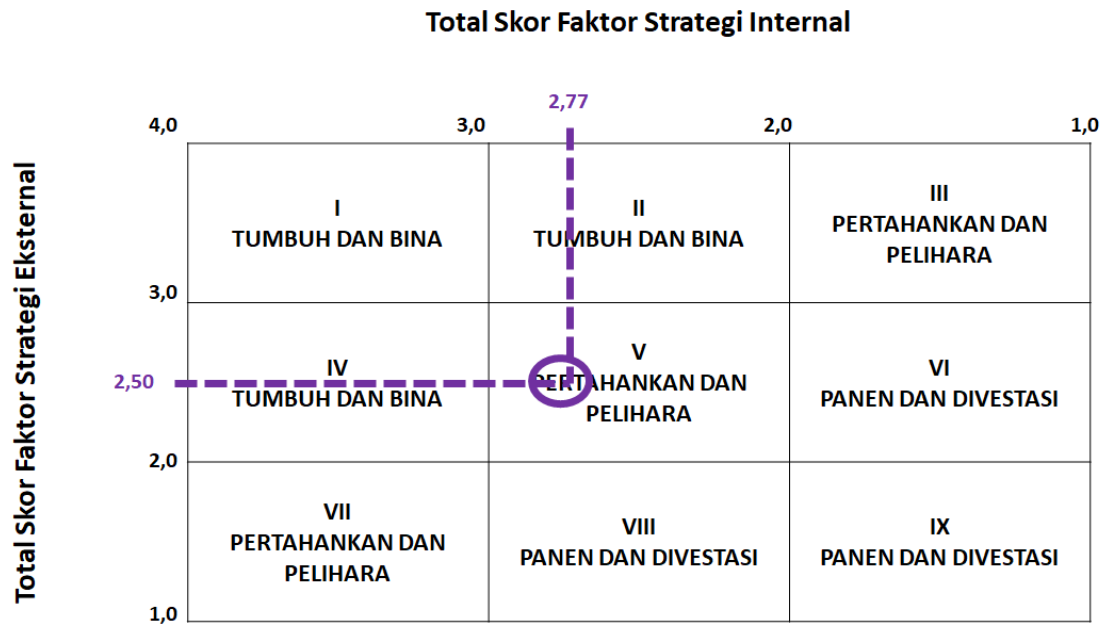 Total Skor Faktor Strategi Internal
2,77
4,0
3,0
2,0
1,0
Total Skor Faktor Strategi Eksternal
I
TUMBUH DAN BINA
II
TUMBUH DAN BINA
III
PERTAHANKAN DAN
PELIHARA
3,0
2,50
IV
TUMBUH DAN BINA
V
PERTAHANKAN DAN
PELIHARA
VI
PANEN DAN DIVESTASI
2,0
VII
PERTAHANKAN DAN
PELIHARA
VIII
PANEN DAN DIVESTASI
IX
PANEN DAN DIVESTASI
1,0